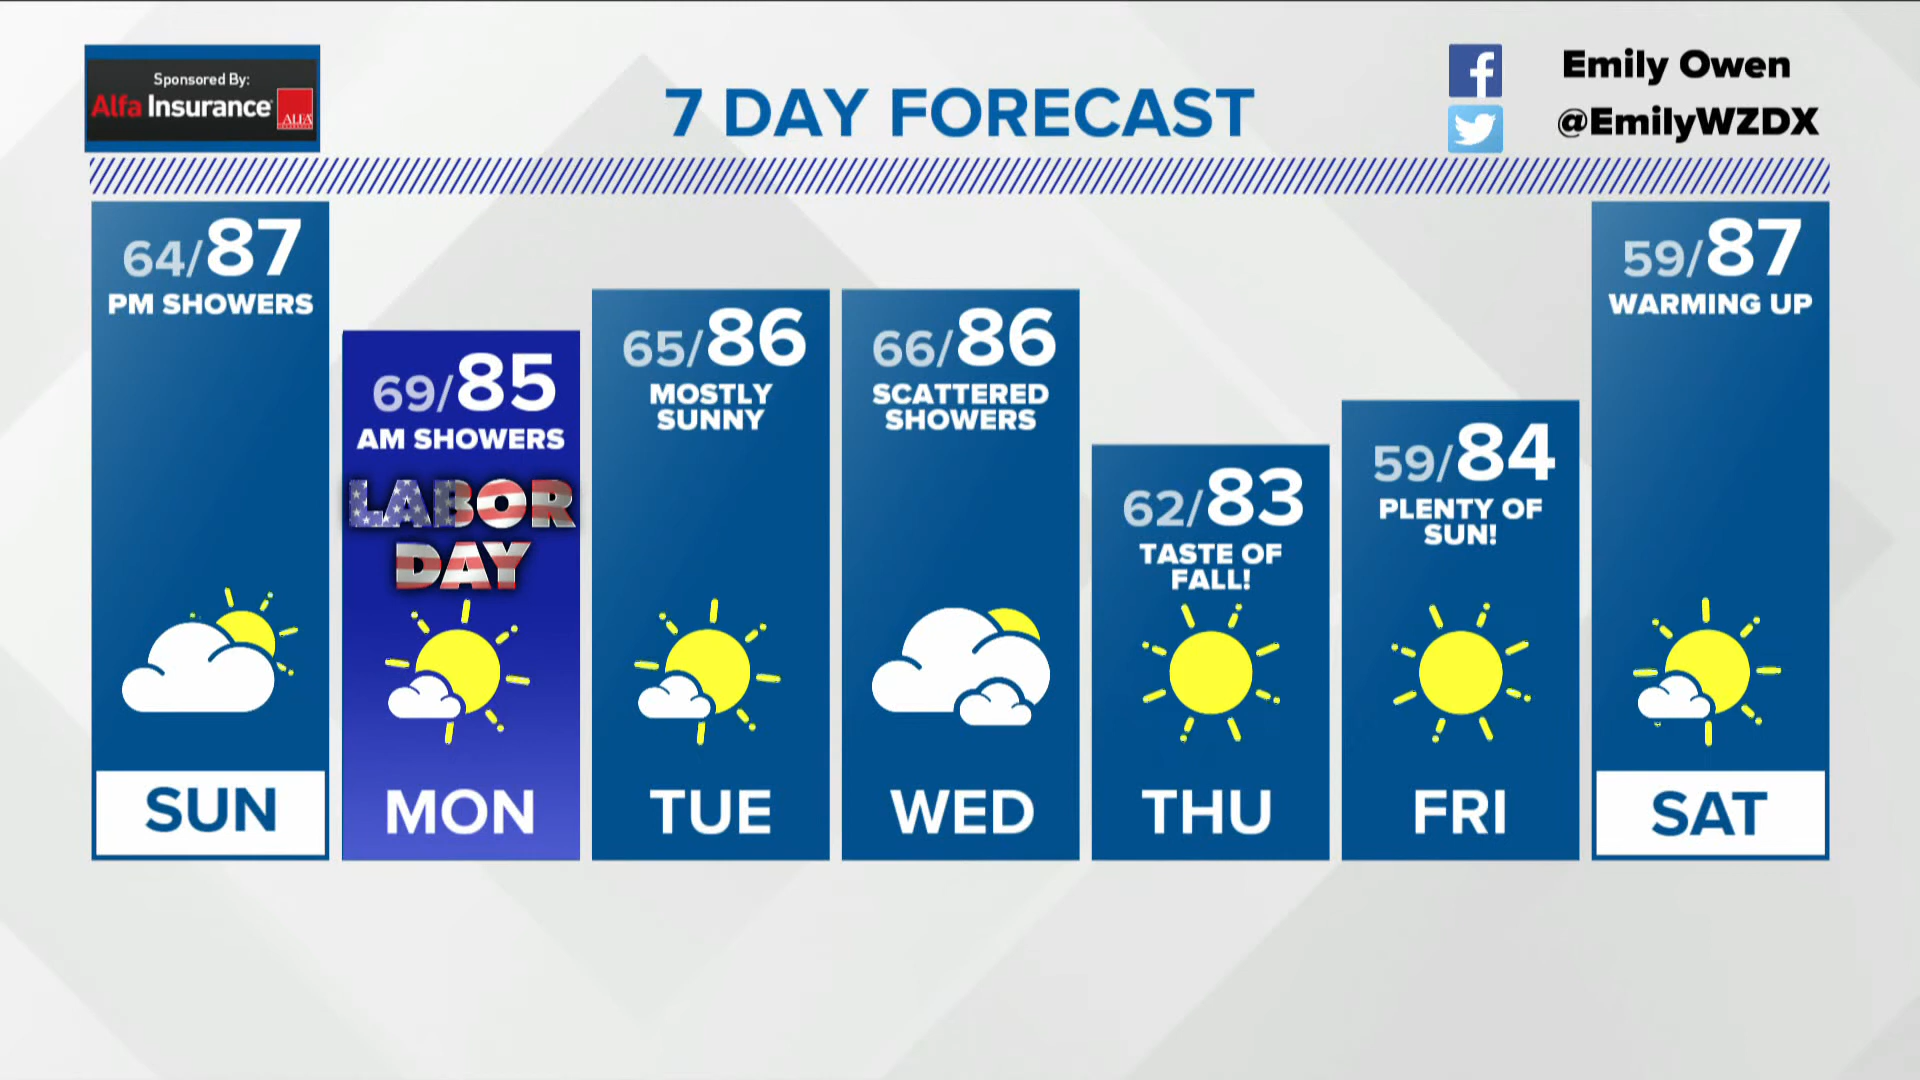 Sponsored By:
Alfa Insurance
ALFA
7 DAY FORECAST
Emily Owen
@EmilyWZDX
64/87
PM SHOWERS
SUN
69/85
AM SHOWERS
LABOR
DAY
MON
65/86
MOSTLY
SUNNY
TUE
66/86
SCATTERED
SHOWERS
WED
62/83
TASTE OF
FALL!
THU
59/84
PLENTY OF
SUN!
FRI
59/87
WARMING UP
SAT